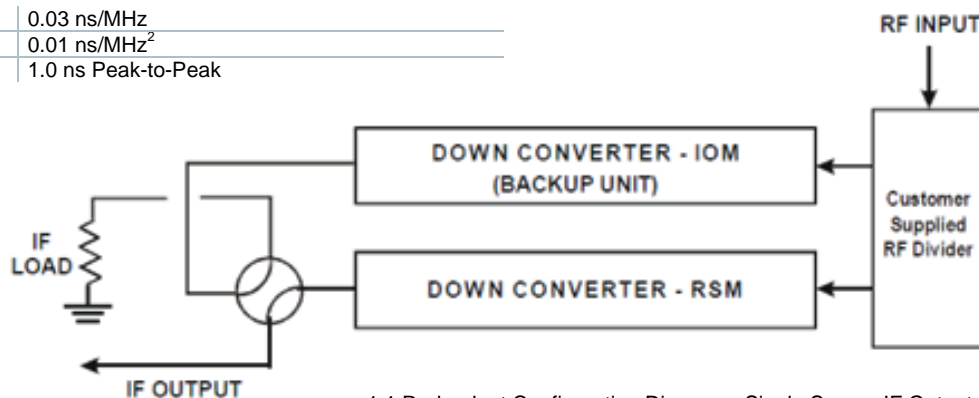 0.03 ns/MHz
0.01 ns/MHz²
1.0 ns Peak-to-Peak
RF INPUT
DOWN CONVERTER - IOM
(BACKUP UNIT)
Customer
Supplied
RF Divider
IF
LOAD
DOWN CONVERTER - RSM
IF OUTPUT